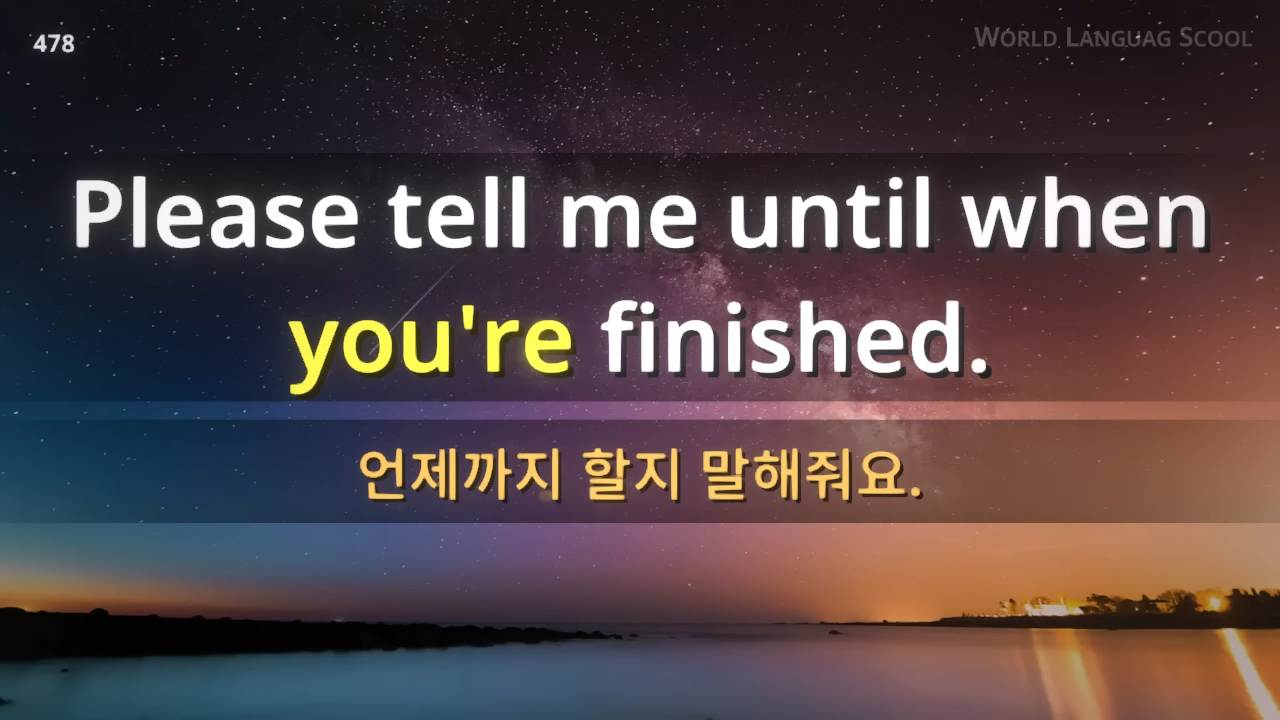 478
WORLD LANGUAG SCOOL
Please tell me until when
you're finished.
언제까지 할지 말해줘요.